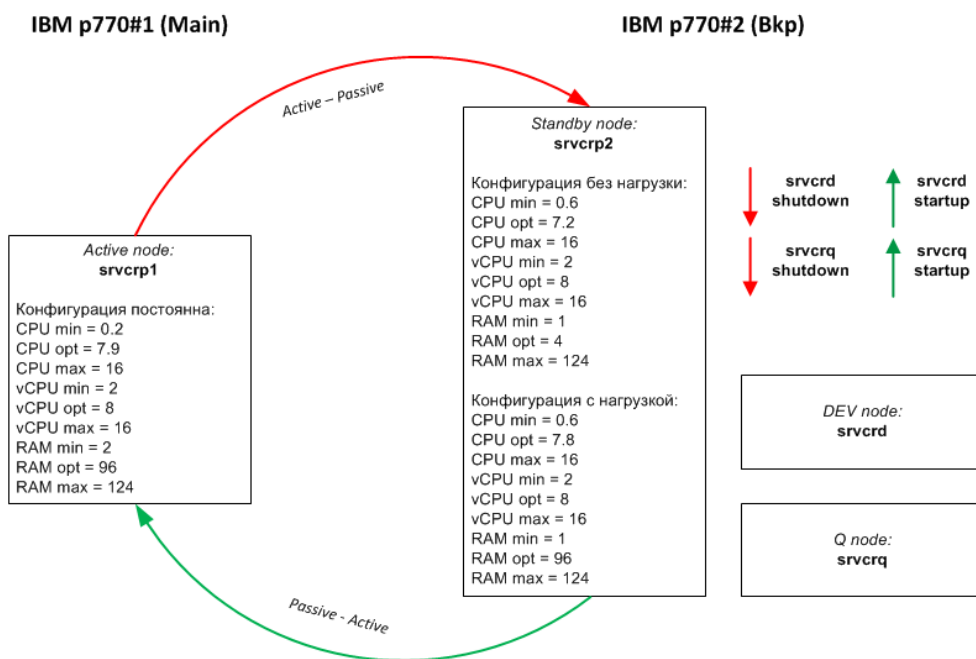 IBM p770#1 (Main)
IBM p770#2 (Bkp)
Active – Passive
Active node:
srvcrp1
Конфигурация постоянна:
CPU min = 0.2
CPU opt = 7.9
CPU max = 16
vCPU min = 2
vCPU opt = 8
vCPU max = 16
RAM min = 2
RAM opt = 96
RAM max = 124
Standby node:
srvcrp2
Конфигурация без нагрузки:
CPU min = 0.6
CPU opt = 7.2
CPU max = 16
vCPU min = 2
vCPU opt = 8
vCPU max = 16
RAM min = 1
RAM opt = 4
RAM max = 124
Конфигурация с нагрузкой:
CPU min = 0.6
CPU opt = 7.8
CPU max = 16
vCPU min = 2
vCPU opt = 8
vCPU max = 16
RAM min = 1
RAM opt = 96
RAM max = 124
srvcrd
shutdown
srvcrd
startup
srvcrq
shutdown
srvcrq
startup
DEV node:
srvcrd
Q node:
srvcrq
Passive - Active